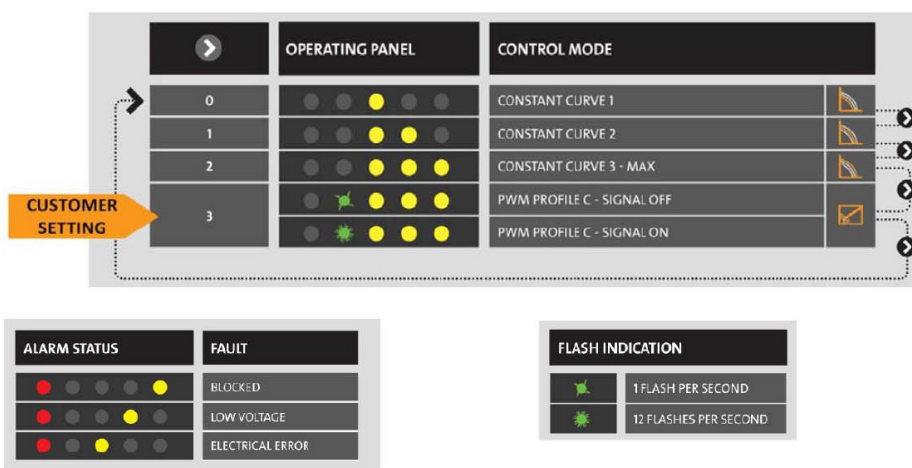 OPERATING PANEL CONTROL MODE
0 CONSTANT CURVE 1
1 CONSTANT CURVE 2
2 CONSTANT CURVE 3 - MAX
PWM PROFILE C - SIGNAL OFF
CUSTOMER
SETTING
3
PWM PROFILE C - SIGNAL ON
ALARM STATUS FAULT
BLOCKED
LOW VOLTAGE
ELECTRICAL ERROR
FLASH INDICATION
1 FLASH PER SECOND
12 FLASHES PER SECOND